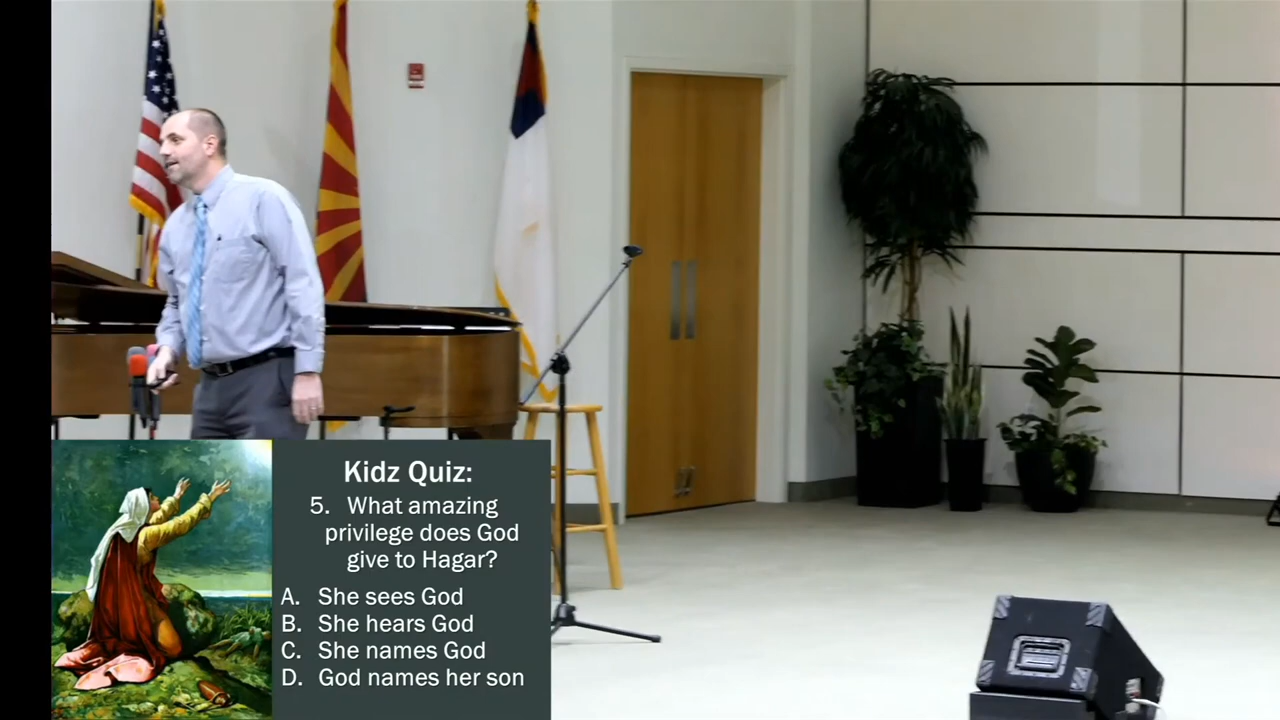 Kidz Quiz:
5. What amazing
privilege does God
give to Hagar?
A. She sees God
B. She hears God
C. She names God
D. God names her son